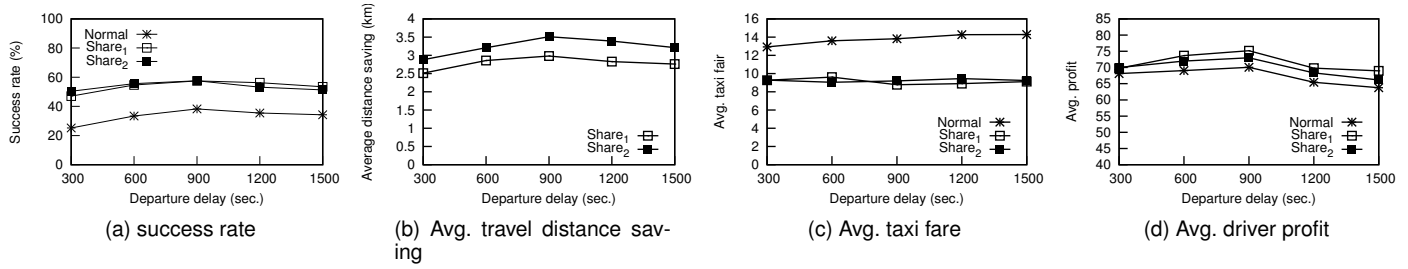 Success rate (%)
100
80
60
40
20
0
Normal
Share1
Share2
300 600 900 1200 1500
Departure delay (sec.)
(a) success rate
Average distance saving (km)
4
3.5
3
2.5
2
1.5
1
0.5
0
Share1
Share2
300 600 900 1200 1500
Departure delay (sec.)
(b) Avg. travel distance sav-
ing
Avg. taxi fair
16
14
12
10
8
6
4
2
0
Normal
Share1
Share2
300 600 900 1200 1500
Departure delay (sec.)
(c) Avg. taxi fare
Avg. profit
85
80
75
70
65
60
55
50
45
40
Normal
Share1
Share2
300 600 900 1200 1500
Departure delay (sec.)
(d) Avg. driver profit